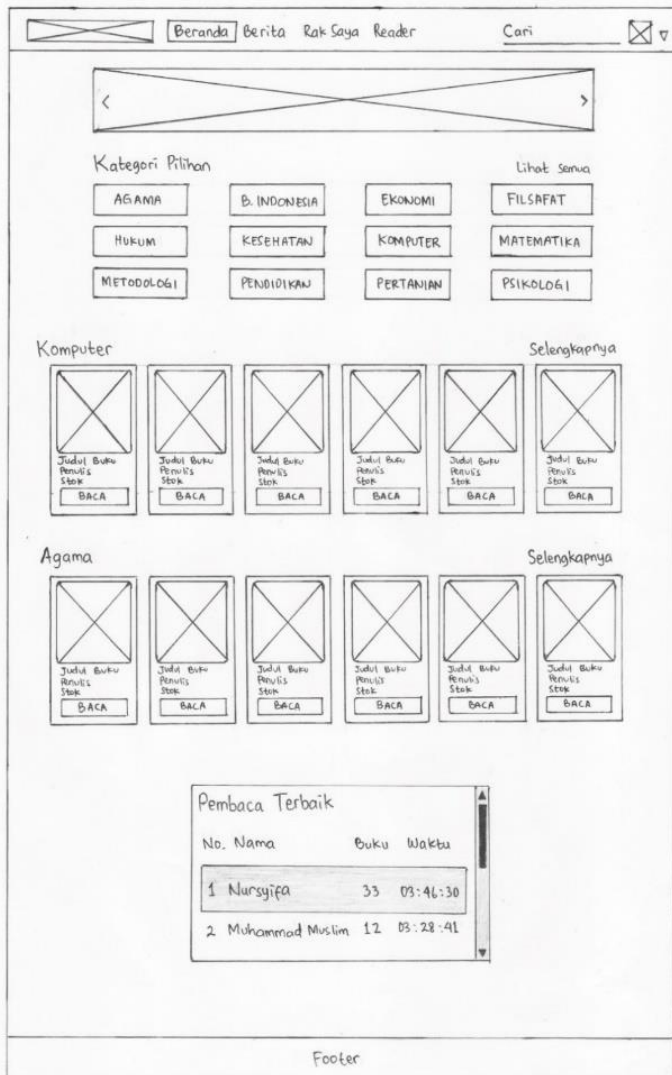 Beranda Berita Rak Saya Reader Cari
Kategori Pilihan Lihat Semua
AGAMA B. INDONESIA EKONOMI FILSAFAT
HUKUM KESEHATAN KOMPUTER MATEMATIKA
METODOLOGI PENDIDIKAN PERTANIAN PSIKOLOGI
Komputer Selengkapnya
Judul Buku Judul Buku Judul Buku Judul Buku Judul Buku Judul Buku
Penulis Penulis Penulis Penulis Penulis Penulis
Stok Stok Stok Stok Stok Stok
BACA BACA BACA BACA BACA BACA
Agama Selengkapnya
Judul Buku Judul Buku Judul Buku Judul Buku Judul Buku Judul Buku
Penulis Penulis Penulis Penulis Penulis Penulis
Stok Stok Stok Stok Stok Stok
BACA BACA BACA BACA BACA BACA
Pembaca Terbaik
No. Nama Buku Waktu
1 Nursyifa 33 03:46:30
2 Muhammad Muslim 12 03:28:41
Footer